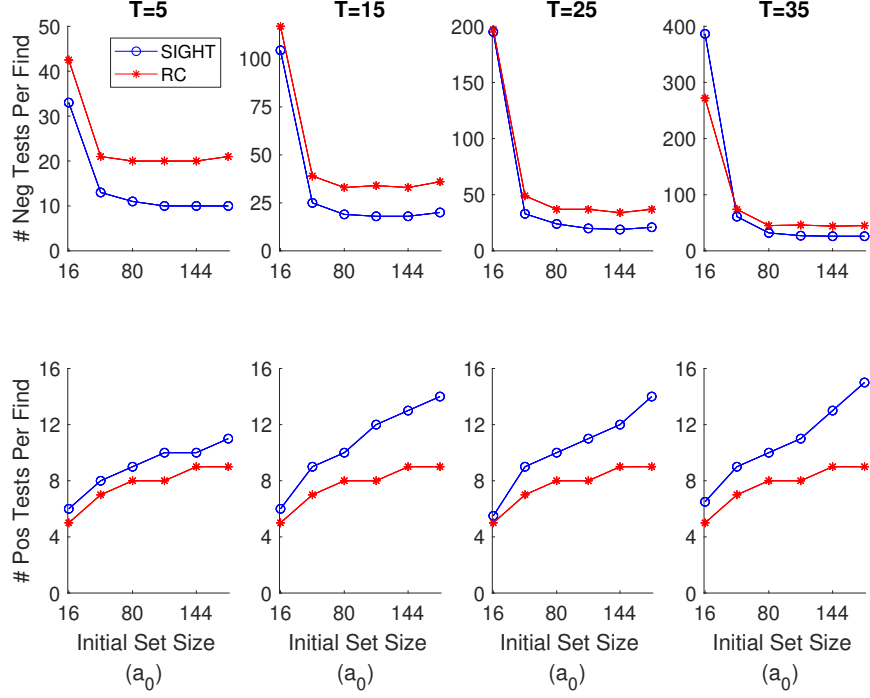 T=5 T=15 T=25 T=35
# Neg Tests Per Find
50 40 30 20 10 0
SIGHT
RC
100 75 50 25 0
200 150 100 50 0
400 300 200 100 0
16 80 144 16 80 144 16 80 144 16 80 144
# Pos Tests Per Find
16 12 8 4 0
16 12 8 4 0
16 12 8 4 0
16 12 8 4 0
16 80 144 16 80 144 16 80 144 16 80 144
Initial Set Size Initial Set Size Initial Set Size Initial Set Size
(a0) (a0) (a0) (a0)